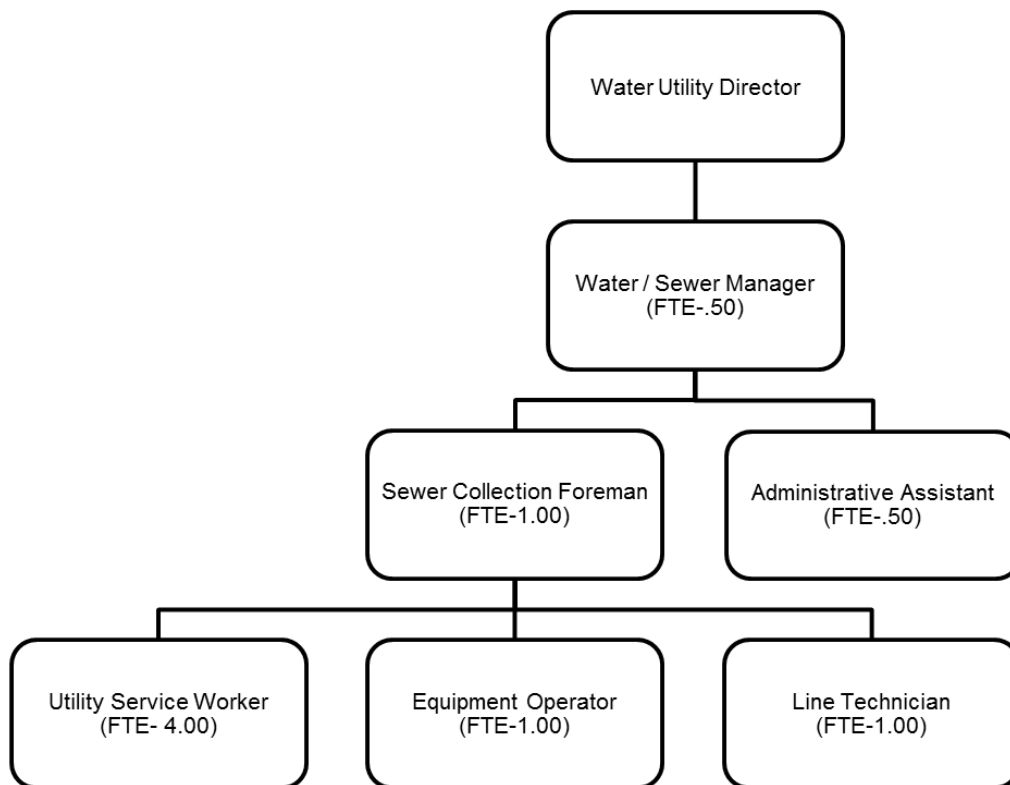 Water Utility Director
Water / Sewer Manager
(FTE-.50)
Sewer Collection Foreman
(FTE-1.00)
Administrative Assistant
(FTE-.50)
Utility Service Worker
(FTE- 4.00)
Equipment Operator
(FTE-1.00)
Line Technician
(FTE-1.00)